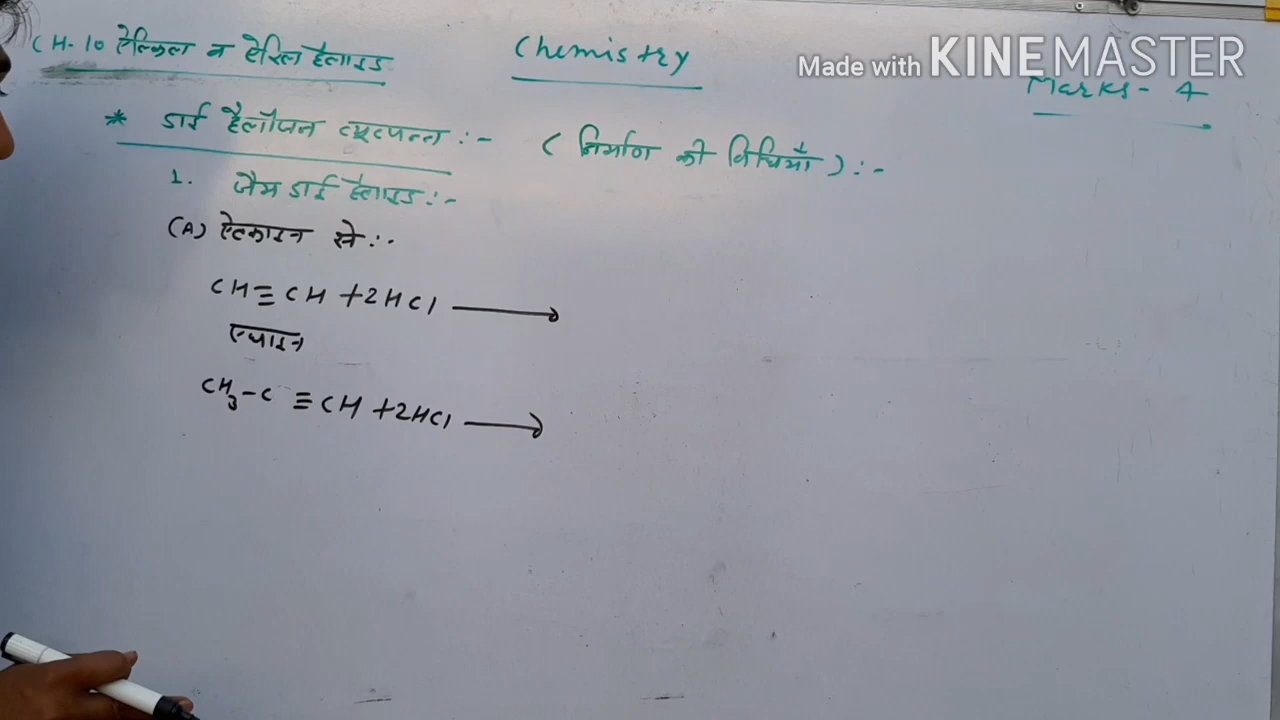 CH-10 ऐल्किल व ऐरिल हैलाइड
Chemistry
Made with KINEMASTER
Marks - 4
* डाई हैलोजन व्युत्पन्न :-
( निर्माण की विधियाँ ) :-
1. जैम डाई हैलाइड :-
(A) ऐल्काइन से :-
CH≡CH + 2HCl ⟶
एथाइन
CH₃-C ≡ CH + 2HCl ⟶